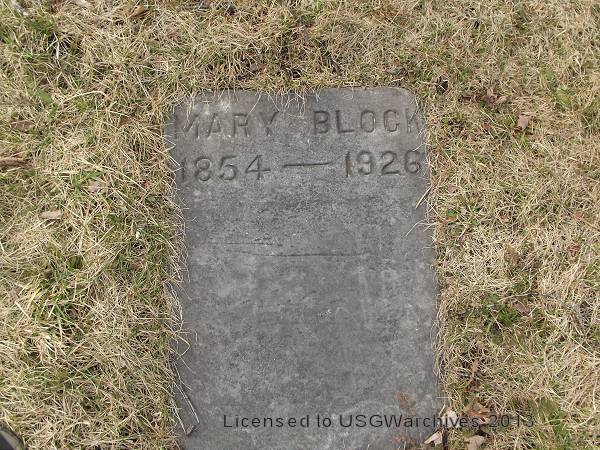 MARY BLOCK
1854 — 1926
Licensed to USGWarchives 2013